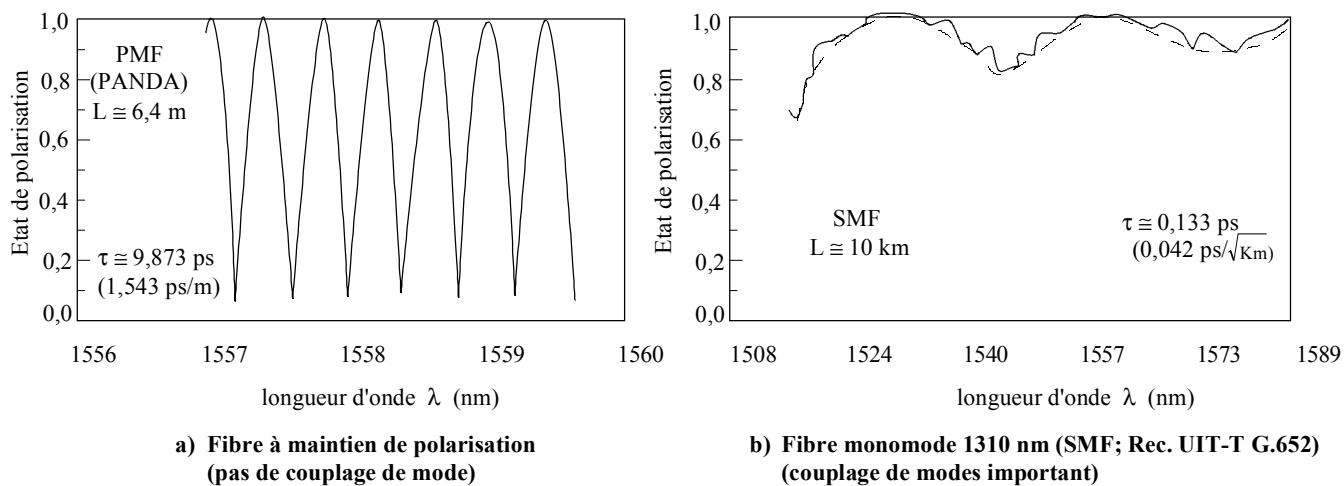 1,0
0,8
0,6
0,4
0,2
0,0
Etat de polarisation
PMF
(PANDA)
L ≅ 6,4 m
τ ≅ 9,873 ps
(1,543 ps/m)
1556 1557 1558 1559 1560
longueur d'onde λ (nm)
a) Fibre à maintien de polarisation
(pas de couplage de mode)
1,0
0,8
0,6
0,4
0,2
0,0
Etat de polarisation
SMF
L ≅ 10 km
τ ≅ 0,133 ps
(0,042 ps/√Km)
1508 1524 1540 1557 1573 1589
longueur d'onde λ (nm)
b) Fibre monomode 1310 nm (SMF; Rec. UIT-T G.652)
(couplage de modes important)